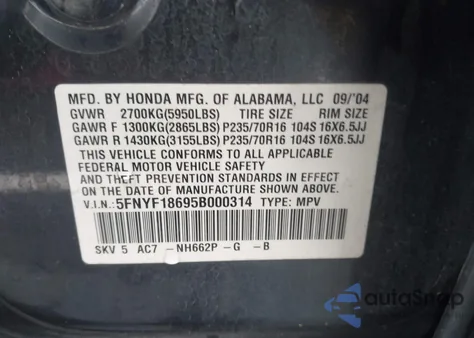 MFD. BY HONDA MFG. OF ALABAMA, LLC 09/'04
GVWR 2700KG(5950LBS) TIRE SIZE RIM SIZE
GAWR F 1300KG(2865LBS) P235/70R16 104S 16X6.5JJ
GAWR R 1430KG(3155LBS) P235/70R16 104S 16X6.5JJ
THIS VEHICLE CONFORMS TO ALL APPLICABLE
FEDERAL MOTOR VEHICLE SAFETY
AND THEFT PREVENTION STANDARDS IN EFFECT ON
THE DATE OF MANUFACTURE SHOWN ABOVE.
V.I.N.: 5FNYF18695B000314 TYPE: MPV
SKV 5 AC7 -NH662P -G -B
autoSnap